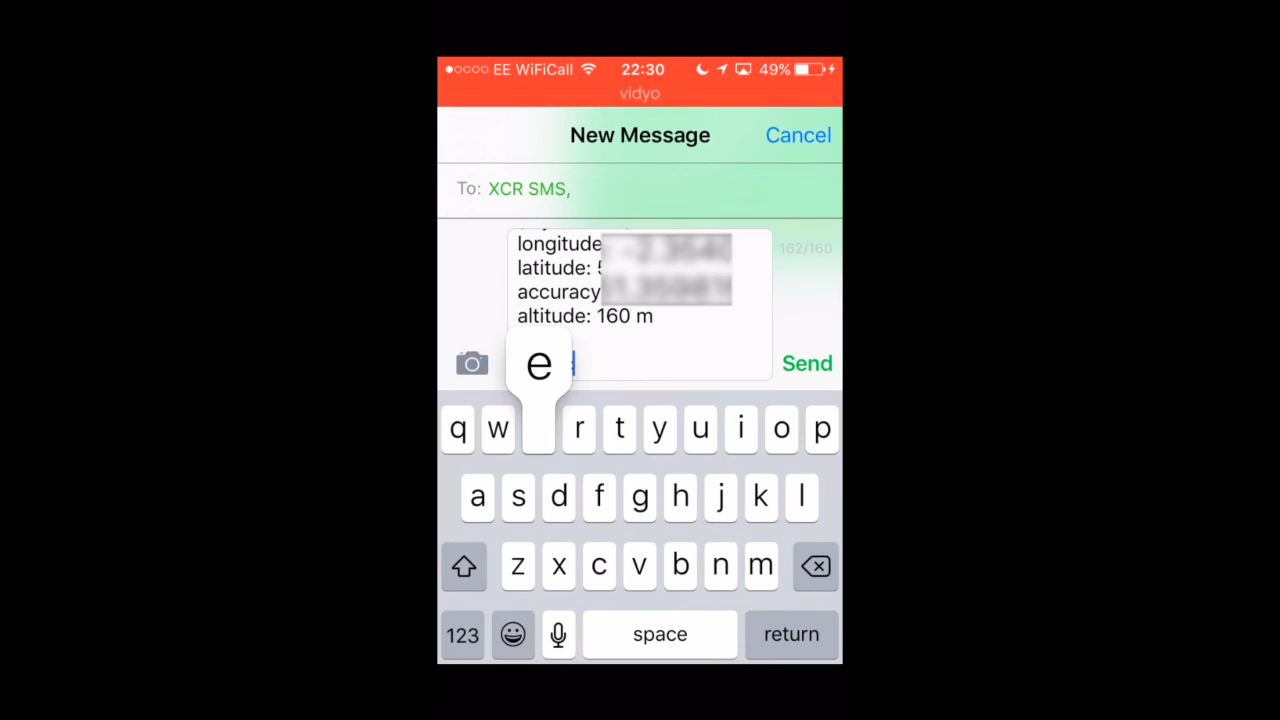 EE WiFiCall 22:30 49%
vidyo
New Message Cancel
To: XCR SMS,
longitude
162/160
latitude:
accuracy
altitude: 160 m
e
Send
q w r t y u i o p
a s d f g h j k l
z x c v b n m
123 space return